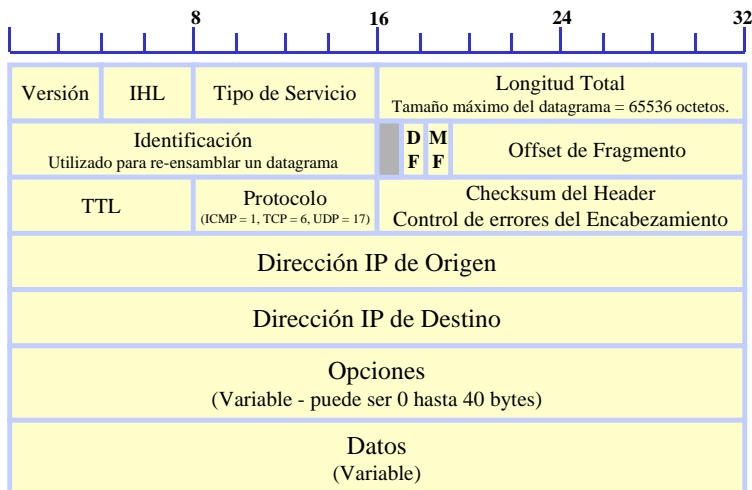 8 16 24 32
Versión IHL Tipo de Servicio Longitud Total
Tamaño máximo del datagrama = 65536 octetos.
Identificación
Utilizado para re-ensamblar un datagrama
D F
M F
Offset de Fragmento
TTL
Protocolo
(ICMP = 1, TCP = 6, UDP = 17)
Checksum del Header
Control de errores del Encabezamiento
Dirección IP de Origen
Dirección IP de Destino
Opciones
(Variable - puede ser 0 hasta 40 bytes)
Datos
(Variable)